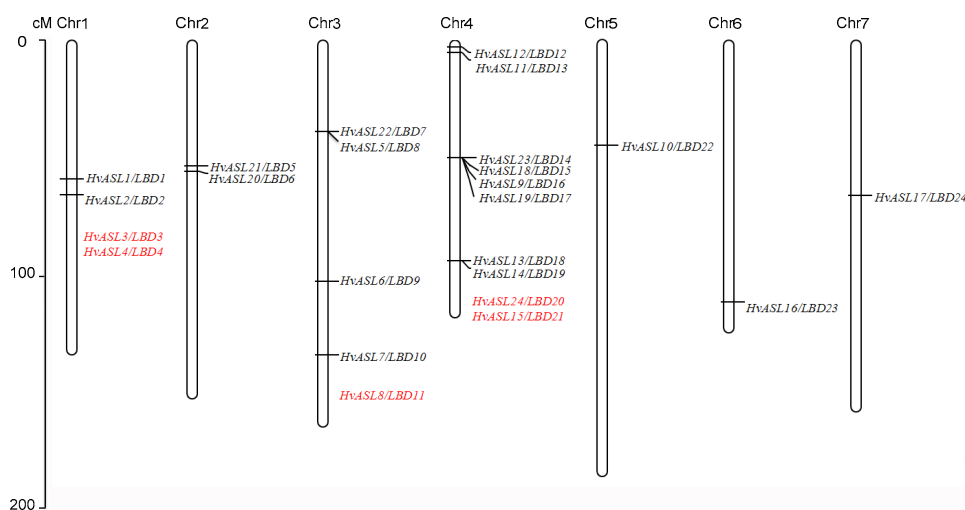 cM Chr1 Chr2 Chr3 Chr4 Chr5 Chr6 Chr7
0
HvASL12/LBD12
HvASL11/LBD13
HvASL22/LBD7
HvASL5/LBD8
HvASL10/LBD22
HvASL23/LBD14
HvASL21/LBD5
HvASL18/LBD15
HvASL1/LBD1
HvASL20/LBD6
HvASL9/LBD16
HvASL2/LBD2
HvASL19/LBD17
HvASL17/LBD24
HvASL3/LBD3
HvASL4/LBD4
HvASL13/LBD18
100
HvASL14/LBD19
HvASL6/LBD9
HvASL24/LBD20
HvASL16/LBD23
HvASL15/LBD21
HvASL7/LBD10
HvASL8/LBD11
200